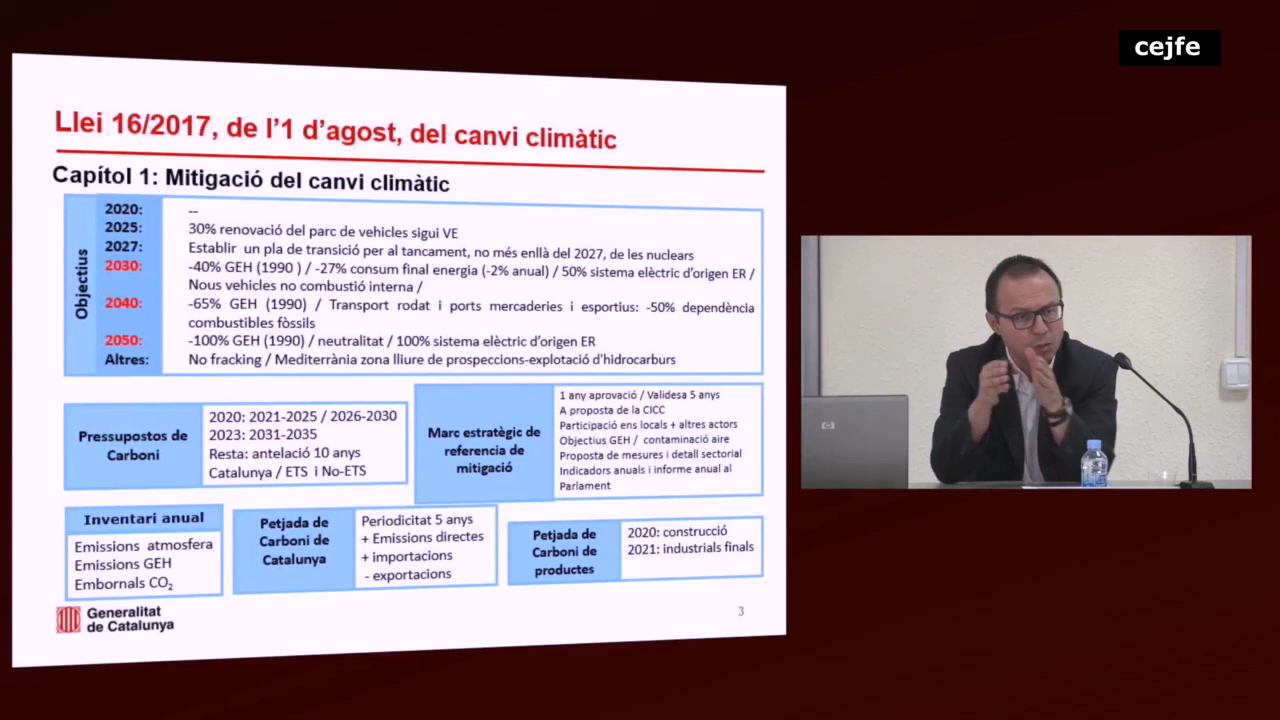 cejfe
Llei 16/2017, de l'1 d'agost, del canvi climàtic
Capítol 1: Mitigació del canvi climàtic
Objectius
2020: --
2025: 30% renovació del parc de vehicles sigui VE
2027: Establir un pla de transició per al tancament, no més enllà del 2027, de les nuclears
2030: -40% GEH (1990 ) / -27% consum final energia (-2% anual) / 50% sistema elèctric d'origen ER /
Nous vehicles no combustió interna /
2040: -65% GEH (1990) / Transport rodat i ports mercaderies i esportius: -50% dependència
combustibles fòssils
2050: -100% GEH (1990) / neutralitat / 100% sistema elèctric d'origen ER
Altres: No fracking / Mediterrània zona lliure de prospeccions-explotació d'hidrocarburs
Pressupostos de
Carboni
2020: 2021-2025 / 2026-2030
2023: 2031-2035
Resta: antelació 10 anys
Catalunya / ETS i No-ETS
Marc estratègic de
referencia de
mitigació
1 any aprovació / Validesa 5 anys
A proposta de la CICC
Participació ens locals + altres actors
Objectius GEH / contaminació aire
Proposta de mesures i detall sectorial
Indicadors anuals i informe anual al
Parlament
Inventari anual
Emissions atmosfera
Emissions GEH
Embornals CO₂
Petjada de
Carboni de
Catalunya
Periodicitat 5 anys
+ Emissions directes
+ importacions
- exportacions
Petjada de
Carboni de
productes
2020: construcció
2021: industrials finals
Generalitat
de Catalunya
3
hp